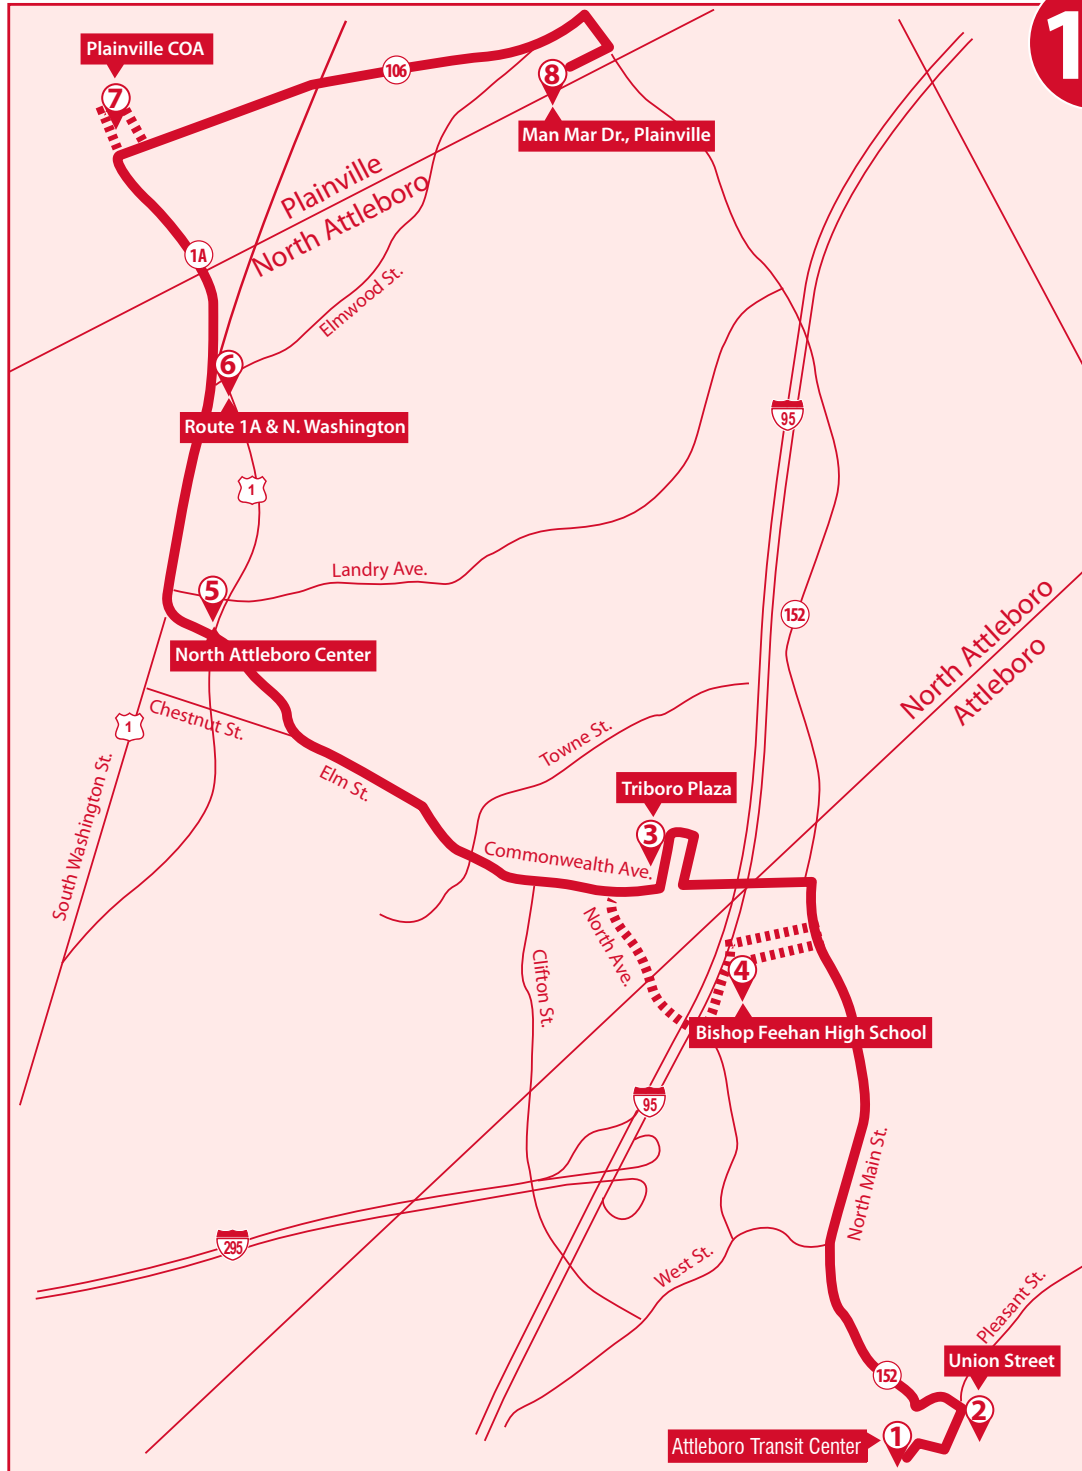 1
Plainville COA
7
106
8
Man Mar Dr., Plainville
Plainville
North Attleboro
1A
Elmwood St.
6
Route 1A & N. Washington
95
1
Landry Ave.
5
152
North Attleboro Center
North Attleboro
Attleboro
Chestnut St.
1
Towne St.
Elm St.
Triboro Plaza
3
South Washington St.
Commonwealth Ave.
North Ave.
4
Clifton St.
Bishop Feehan High School
95
North Main St.
295
West St.
Pleasant St.
Union Street
152
2
Attleboro Transit Center
1